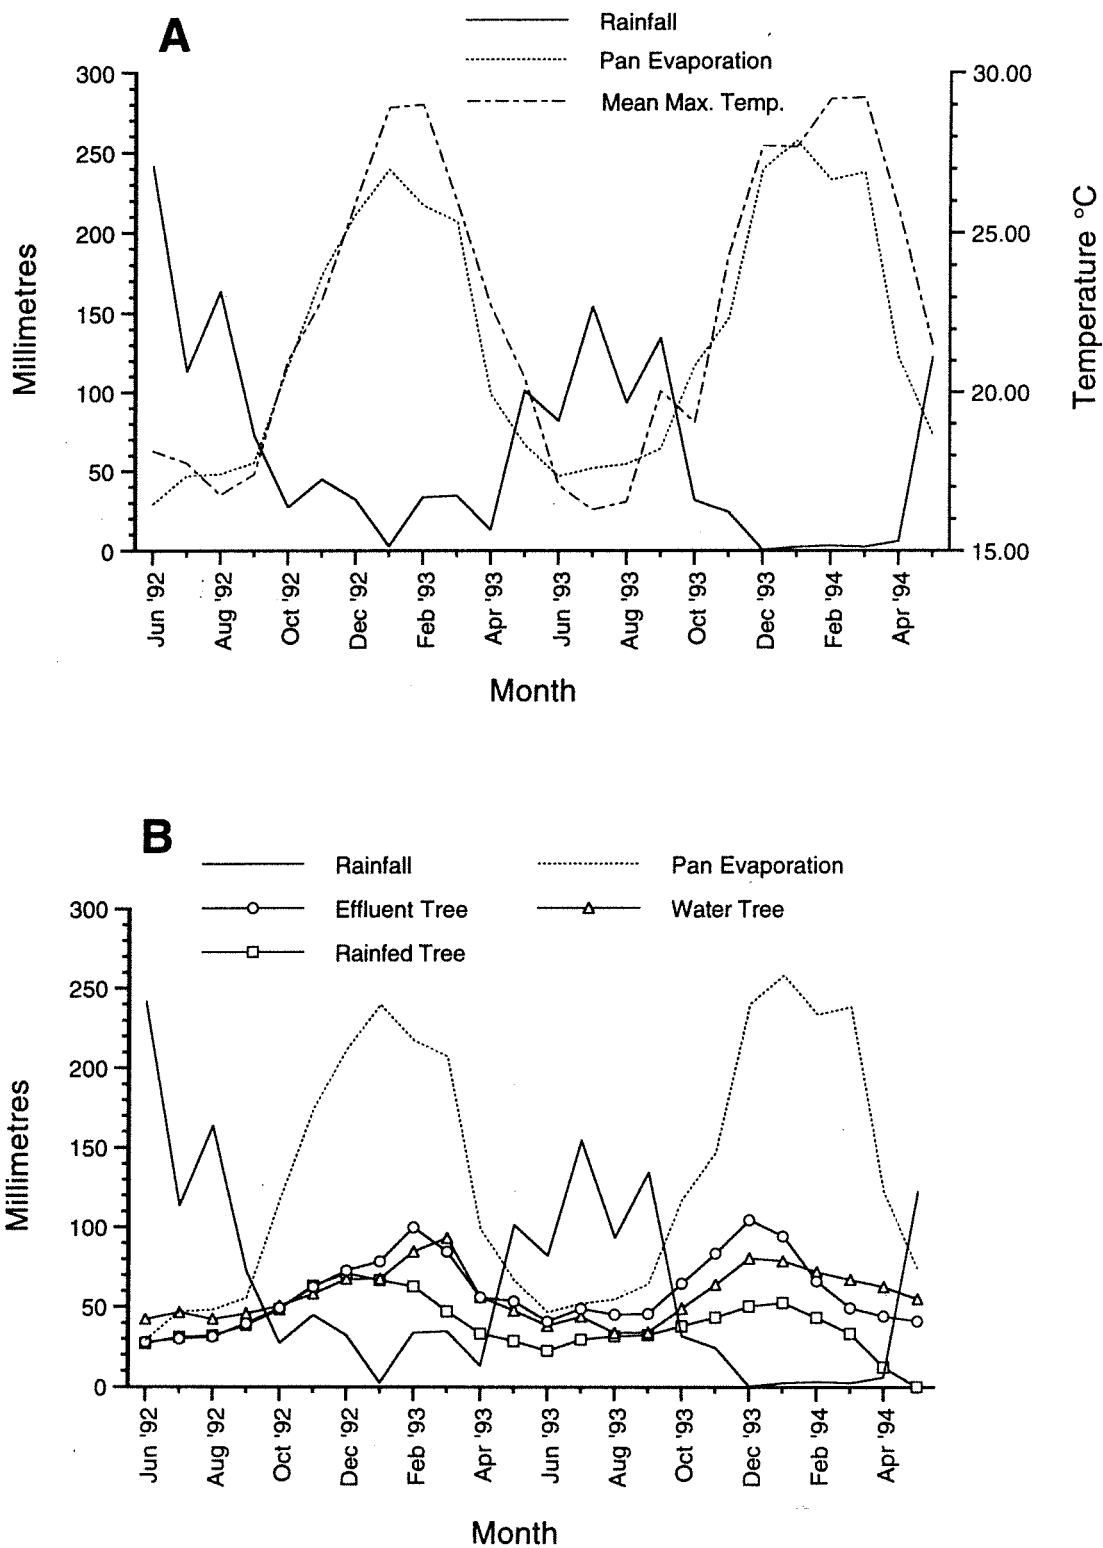 A
Rainfall
Pan Evaporation
Mean Max. Temp.
300
250
200
150
100
50
0
30.00
25.00
20.00
15.00
Millimetres
Temperature °C
Jun '92
Aug '92
Oct '92
Dec '92
Feb '93
Apr '93
Jun '93
Aug '93
Oct '93
Dec '93
Feb '94
Apr '94
Month
B
Rainfall
Pan Evaporation
Effluent Tree
Water Tree
Rainfed Tree
300
250
200
150
100
50
0
Millimetres
Jun '92
Aug '92
Oct '92
Dec '92
Feb '93
Apr '93
Jun '93
Aug '93
Oct '93
Dec '93
Feb '94
Apr '94
Month